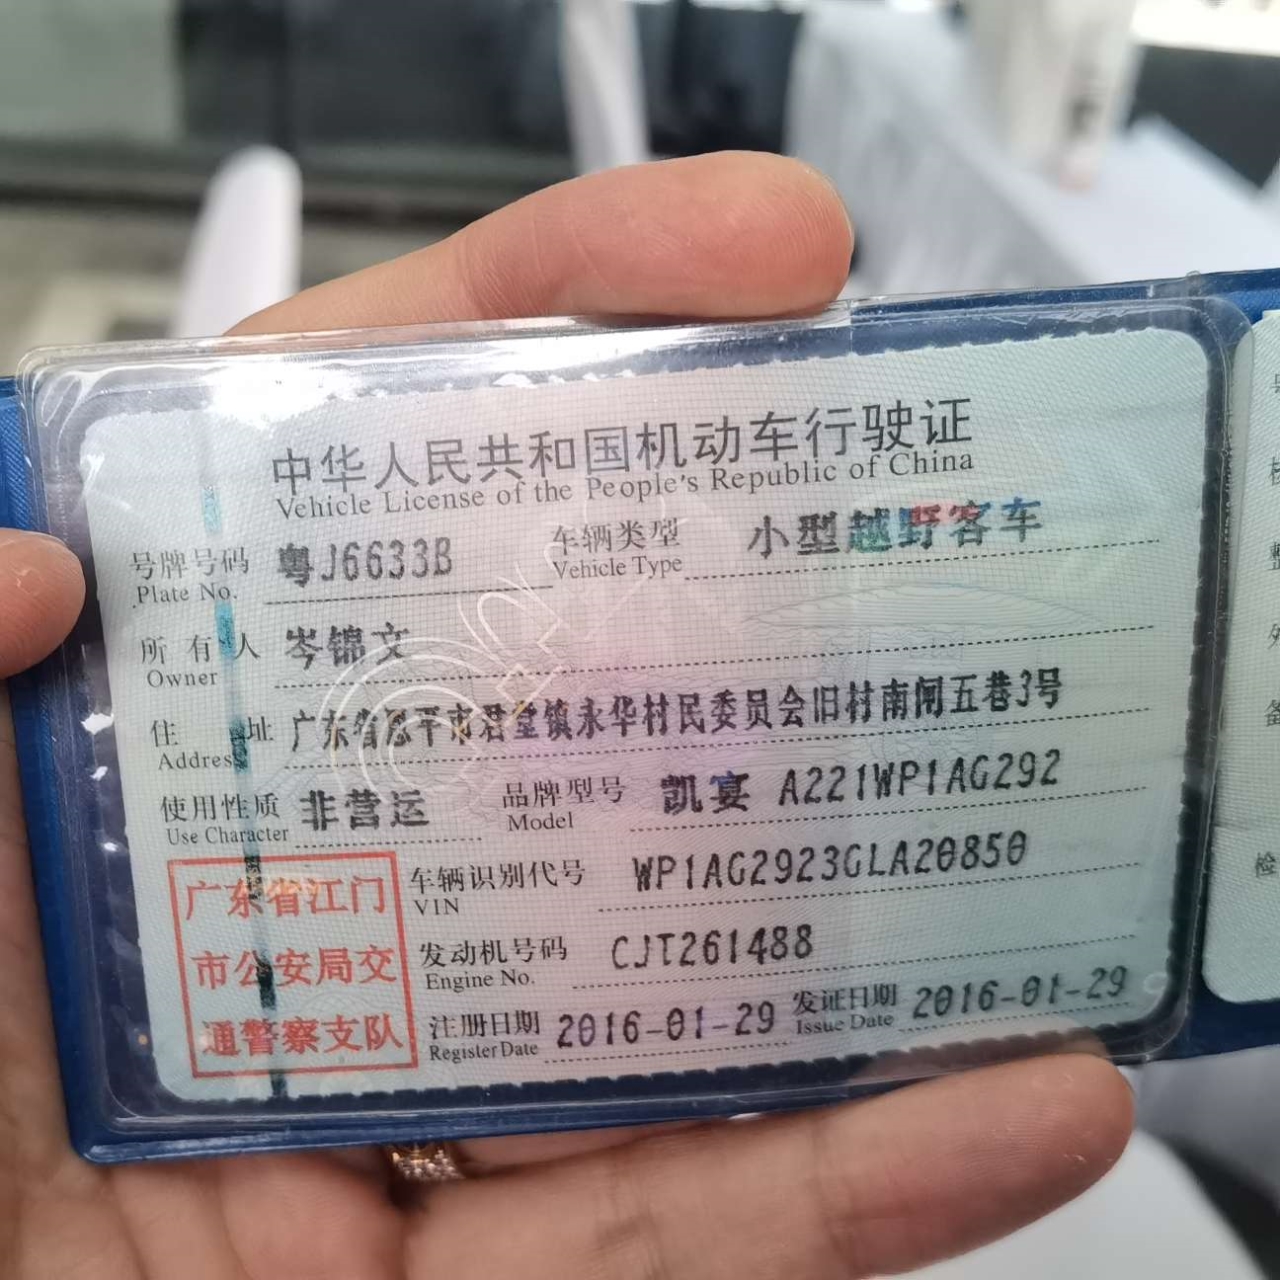 中华人民共和国机动车行驶证
Vehicle License of the People's Republic of China
号牌号码 粤J6633B 车辆类型 小型越野客车
Plate No. Vehicle Type
所有人 岑锦文
Owner
住址 广东省恩平市君堂镇永华村民委员会旧村南闸五巷3号
Address
使用性质 非营运 品牌型号 凯宴 A221WP1AG292
Use Character Model
广东省江门
市公安局交
通警察支队
车辆识别代号 WP1AG2923GLA20850
VIN
发动机号码 CJT261488
Engine No.
注册日期 2016-01-29 发证日期 2016-01-29
Register Date Issue Date
检